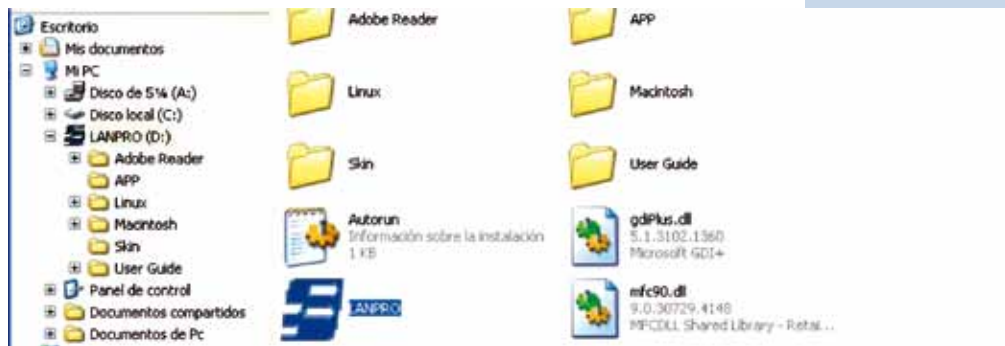 Escritorio
Mis documentos
Mi PC
Disco de 5¼ (A:)
Disco local (C:)
LANPRO (D:)
Adobe Reader
APP
Linux
Macintosh
Skin
User Guide
Panel de control
Documentos compartidos
Documentos de Pc
Adobe Reader
APP
Linux
Macintosh
Skin
User Guide
Autorun
Información sobre la instalación
1 KB
gdiPlus.dll
5.1.3102.1360
Microsoft GDI+
LANPRO
mfc90.dll
9.0.30729.4148
MFCDLL Shared Library - Retai...